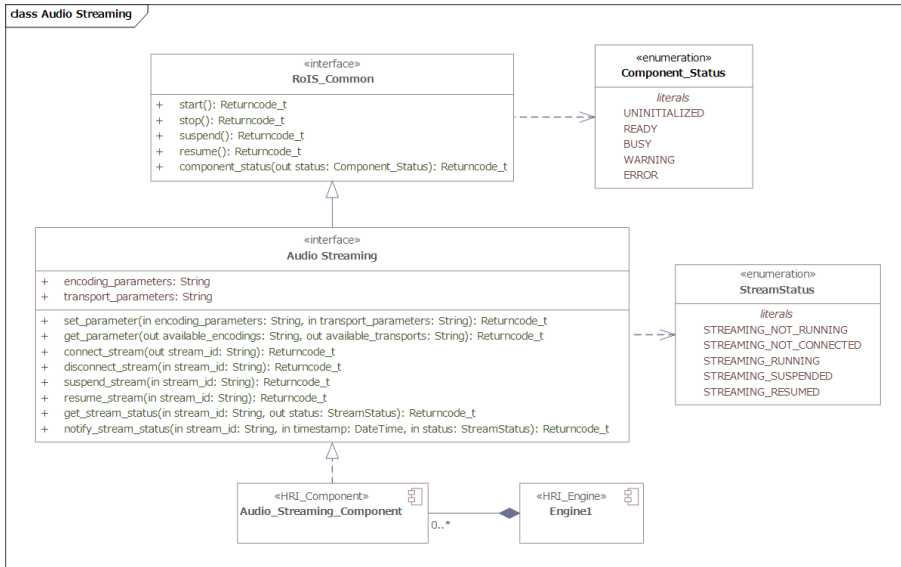 class Audio Streaming
«interface»
RoIS_Common
+ start(): Returncode_t
+ stop(): Returncode_t
+ suspend(): Returncode_t
+ resume(): Returncode_t
+ component_status(out status: Component_Status): Returncode_t
«enumeration»
Component_Status
literals
UNINITIALIZED
READY
BUSY
WARNING
ERROR
«interface»
Audio Streaming
+ encoding_parameters: String
+ transport_parameters: String
+ set_parameter(in encoding_parameters: String, in transport_parameters: String): Returncode_t
+ get_parameter(out available_encodings: String, out available_transports: String): Returncode_t
+ connect_stream(out stream_id: String): Returncode_t
+ disconnect_stream(in stream_id: String): Returncode_t
+ suspend_stream(in stream_id: String): Returncode_t
+ resume_stream(in stream_id: String): Returncode_t
+ get_stream_status(in stream_id: String, out status: StreamStatus): Returncode_t
+ notify_stream_status(in stream_id: String, in timestamp: DateTime, in status: StreamStatus): Returncode_t
«enumeration»
StreamStatus
literals
STREAMING_NOT_RUNNING
STREAMING_NOT_CONNECTED
STREAMING_RUNNING
STREAMING_SUSPENDED
STREAMING_RESUMED
«HRI_Component»
Audio_Streaming_Component
0..*
«HRI_Engine»
Engine1